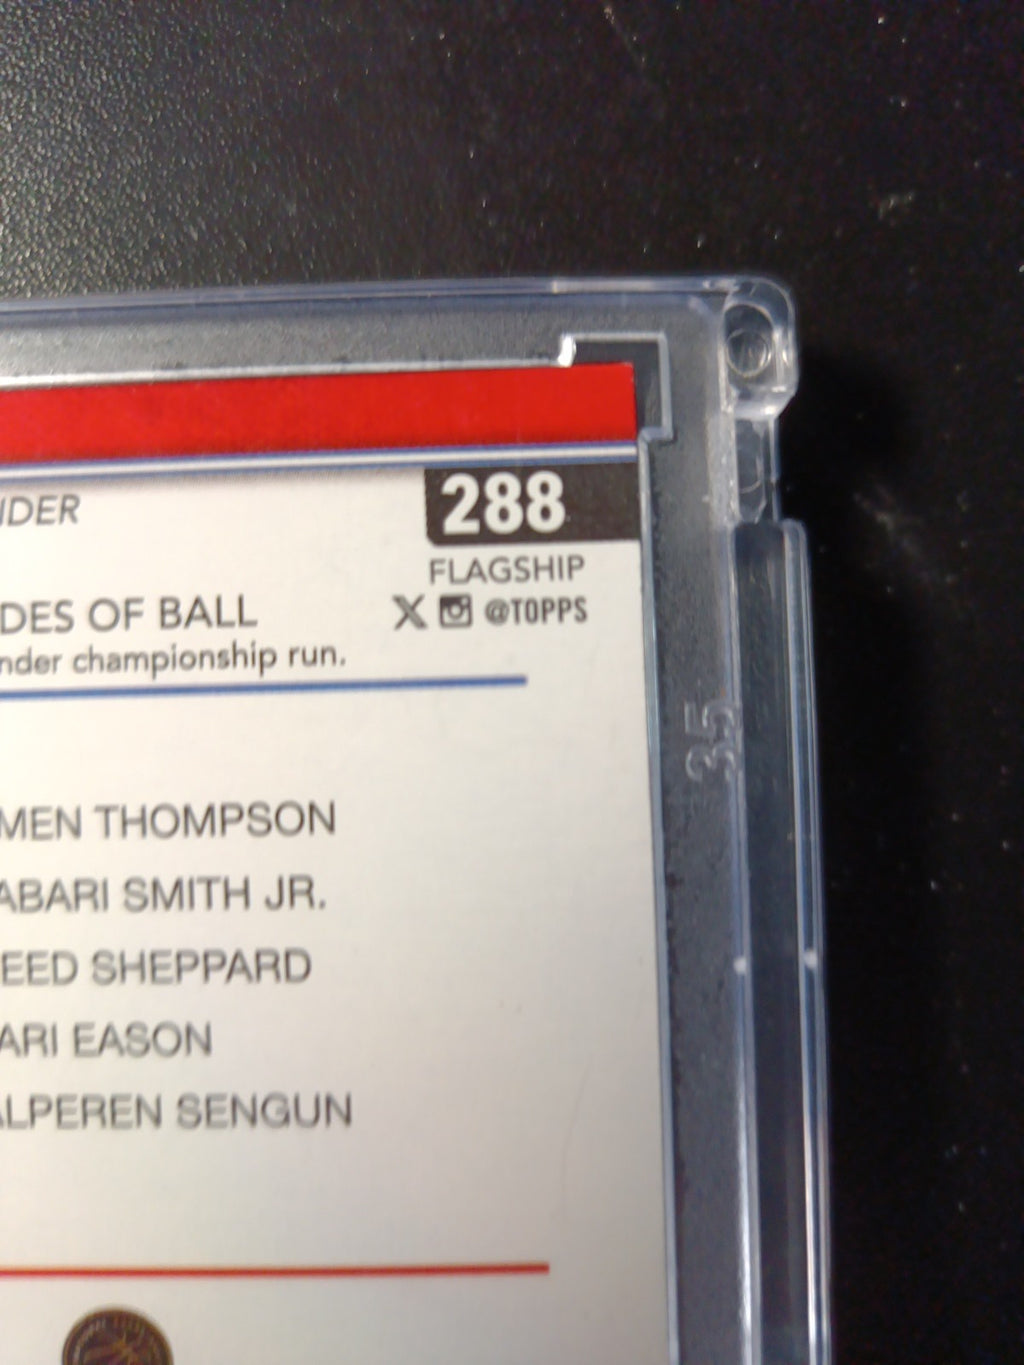 NDER
288
FLAGSHIP
DES OF BALL
X @TOPPS
nder championship run.
35
MEN THOMPSON
ABARI SMITH JR.
EED SHEPPARD
ARI EASON
ALPEREN SENGUN